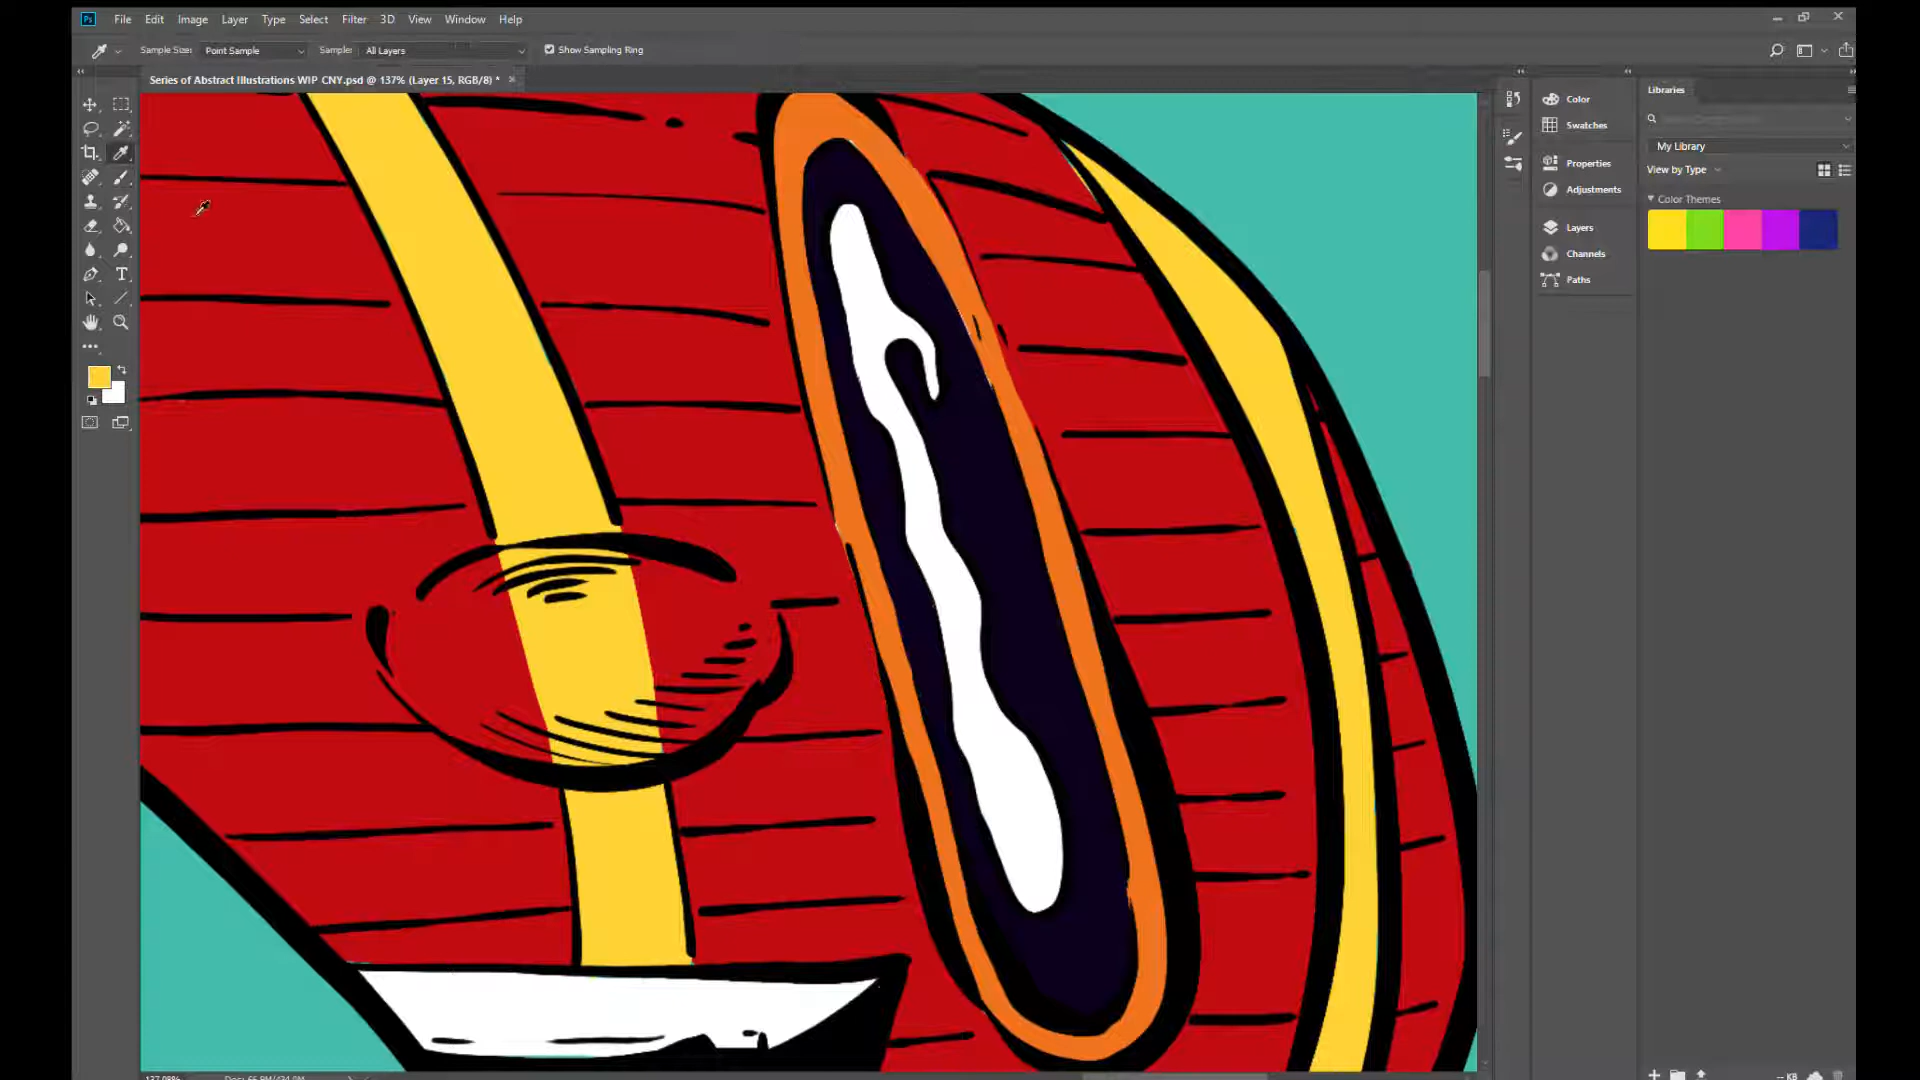 Ps File Edit Image Layer Type Select Filter 3D View Window Help
Sample Size: Point Sample Sample: All Layers Show Sampling Ring
Series of Abstract Illustrations WIP CNY.psd @ 137% (Layer 15, RGB/8) *
Color
Swatches
Properties
Adjustments
Layers
Channels
Paths
Libraries
My Library
View by Type
Color Themes
-- KB